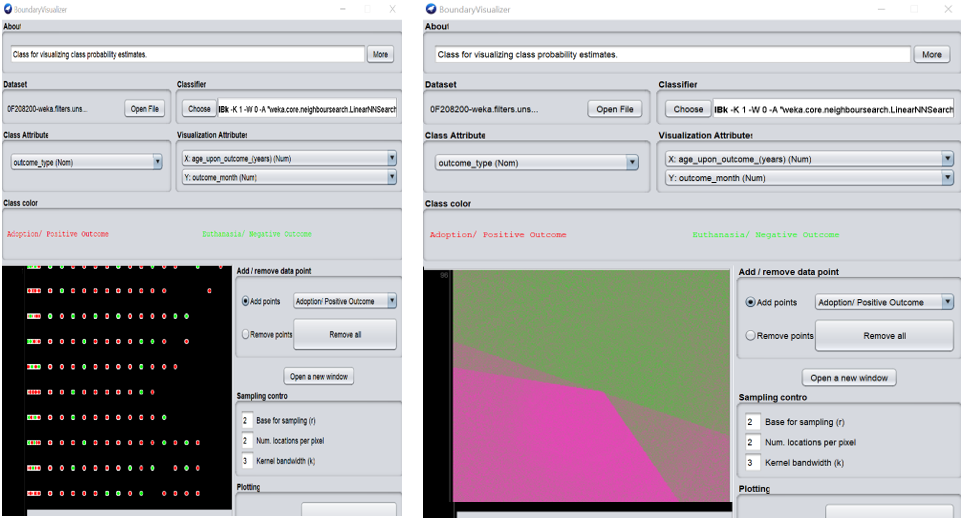 BoundaryVisualizer
About
Class for visualizing class probability estimates.
More
Dataset
Classifier
0F208200-weka.filters.uns...
Open File
Choose
IBk -K 1 -W 0 -A "weka.core.neighboursearch.LinearNNSearch
Class Attribute
Visualization Attributes
outcome_type (Nom)
X: age_upon_outcome_(years) (Num)
Y: outcome_month (Num)
Class color
Adoption/ Positive Outcome
Euthanasia/ Negative Outcome
Add / remove data point
Add points
Adoption/ Positive Outcome
Remove points
Remove all
Open a new window
Sampling contro
2 Base for sampling (r)
2 Num. locations per pixel
3 Kernel bandwidth (k)
Plotting
BoundaryVisualizer
About
Class for visualizing class probability estimates.
More
Dataset
Classifier
0F208200-weka.filters.uns...
Open File
Choose
IBk -K 1 -W 0 -A "weka.core.neighboursearch.LinearNNSearch
Class Attribute
Visualization Attributes
outcome_type (Nom)
X: age_upon_outcome_(years) (Num)
Y: outcome_month (Num)
Class color
Adoption/ Positive Outcome
Euthanasia/ Negative Outcome
Add / remove data point
Add points
Adoption/ Positive Outcome
Remove points
Remove all
Open a new window
Sampling contro
2 Base for sampling (r)
2 Num. locations per pixel
3 Kernel bandwidth (k)
Plotting